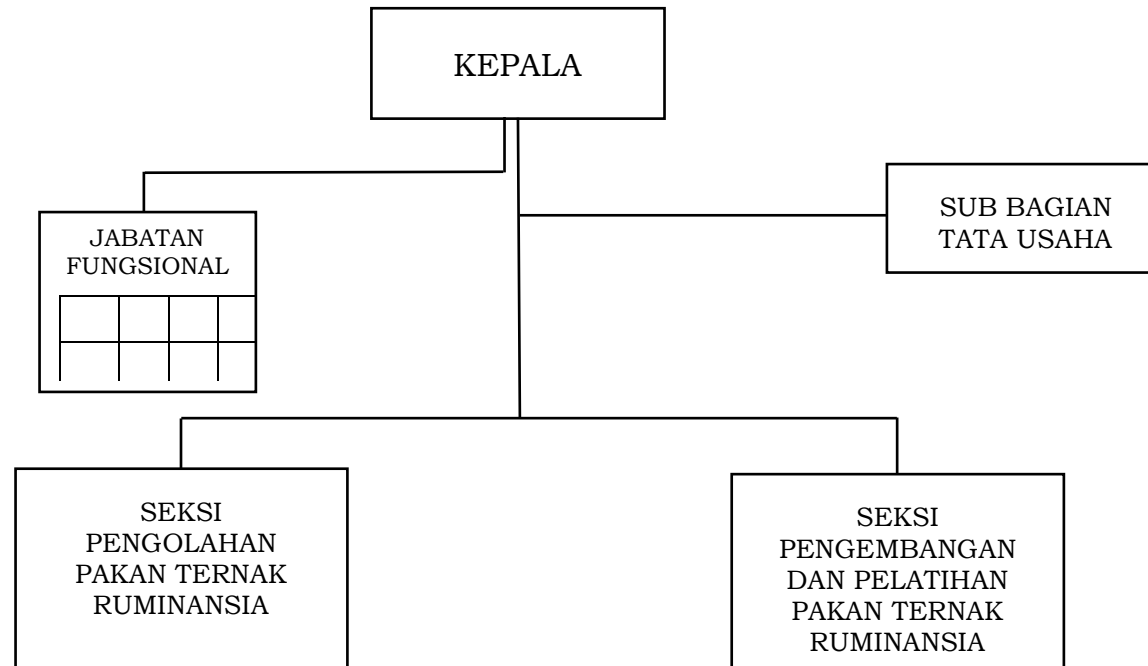 KEPALA
SUB BAGIAN
TATA USAHA
JABATAN
FUNGSIONAL
SEKSI
PENGOLAHAN
PAKAN TERNAK
RUMINANSIA
SEKSI
PENGEMBANGAN
DAN PELATIHAN
PAKAN TERNAK
RUMINANSIA